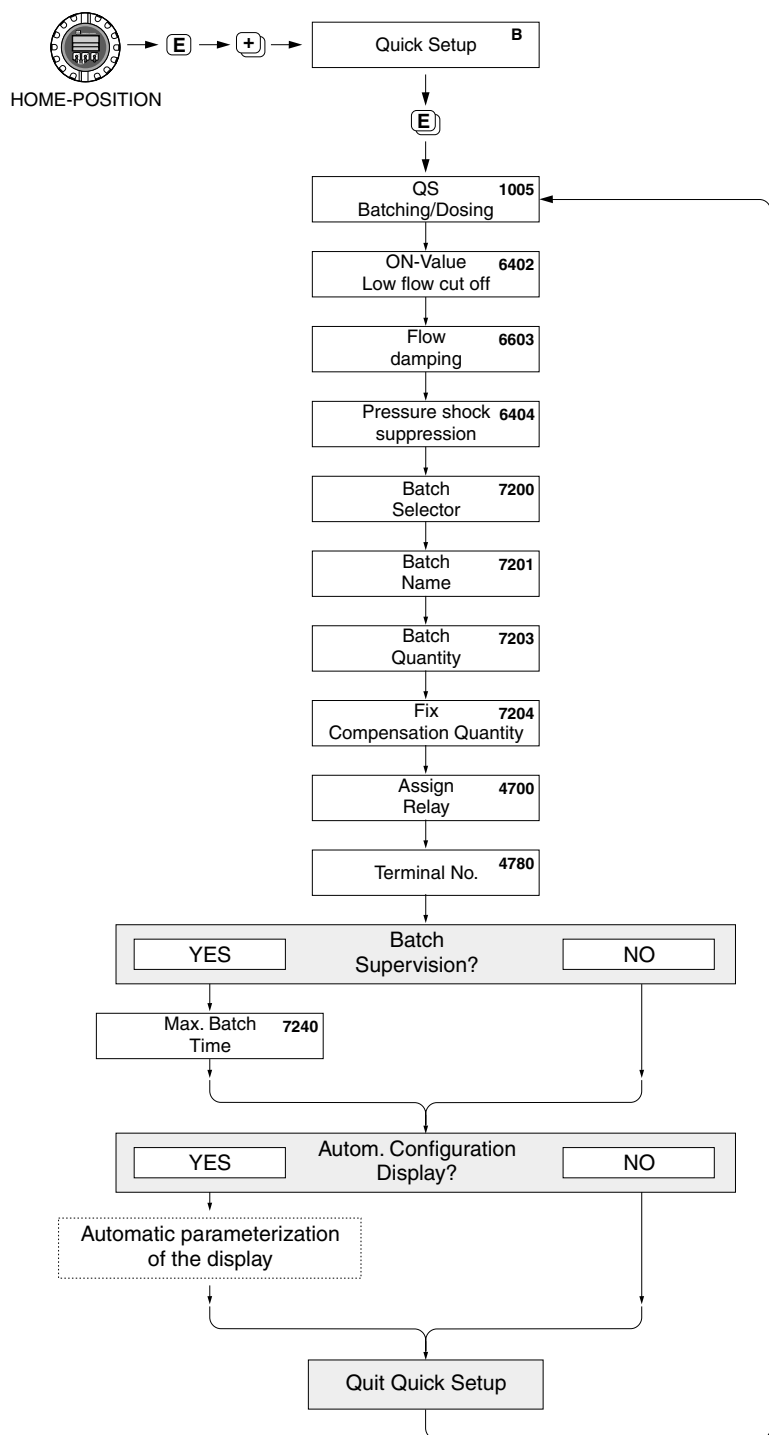 E
+
B
Quick Setup
HOME-POSITION
E
QS
1005
Batching/Dosing
ON-Value
6402
Low flow cut off
Flow
6603
damping
Pressure shock
6404
suppression
Batch
7200
Selector
Batch
7201
Name
Batch
7203
Quantity
Fix
7204
Compensation Quantity
Assign
4700
Relay
4780
Terminal No.
YES
Batch
Supervision?
NO
Max. Batch
7240
Time
YES
Autom. Configuration
Display?
NO
Automatic parameterization
of the display
Quit Quick Setup